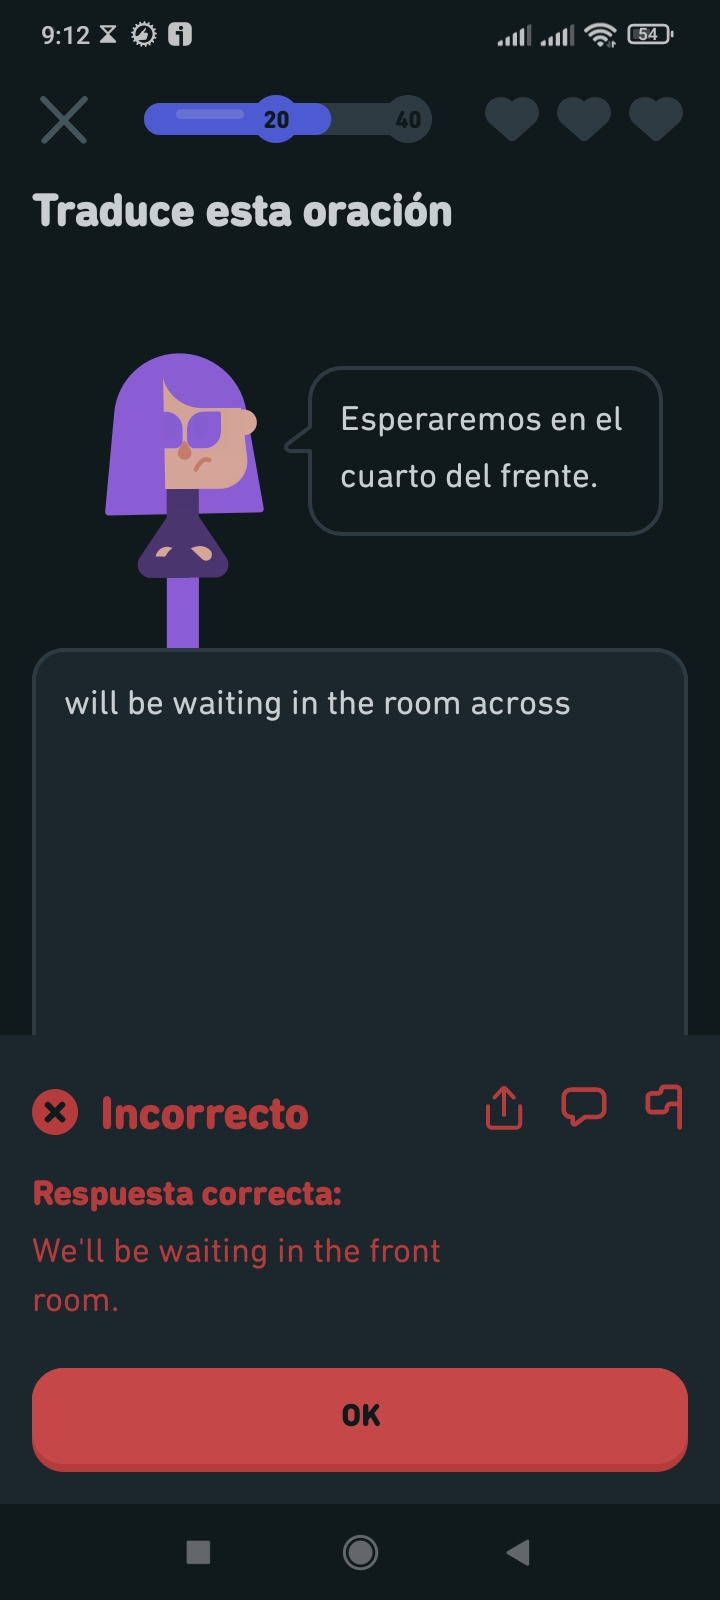 9:12
54
20
40
Traduce esta oración
Esperaremos en el
cuarto del frente.
will be waiting in the room across
Incorrecto
Respuesta correcta:
We'll be waiting in the front
room.
OK